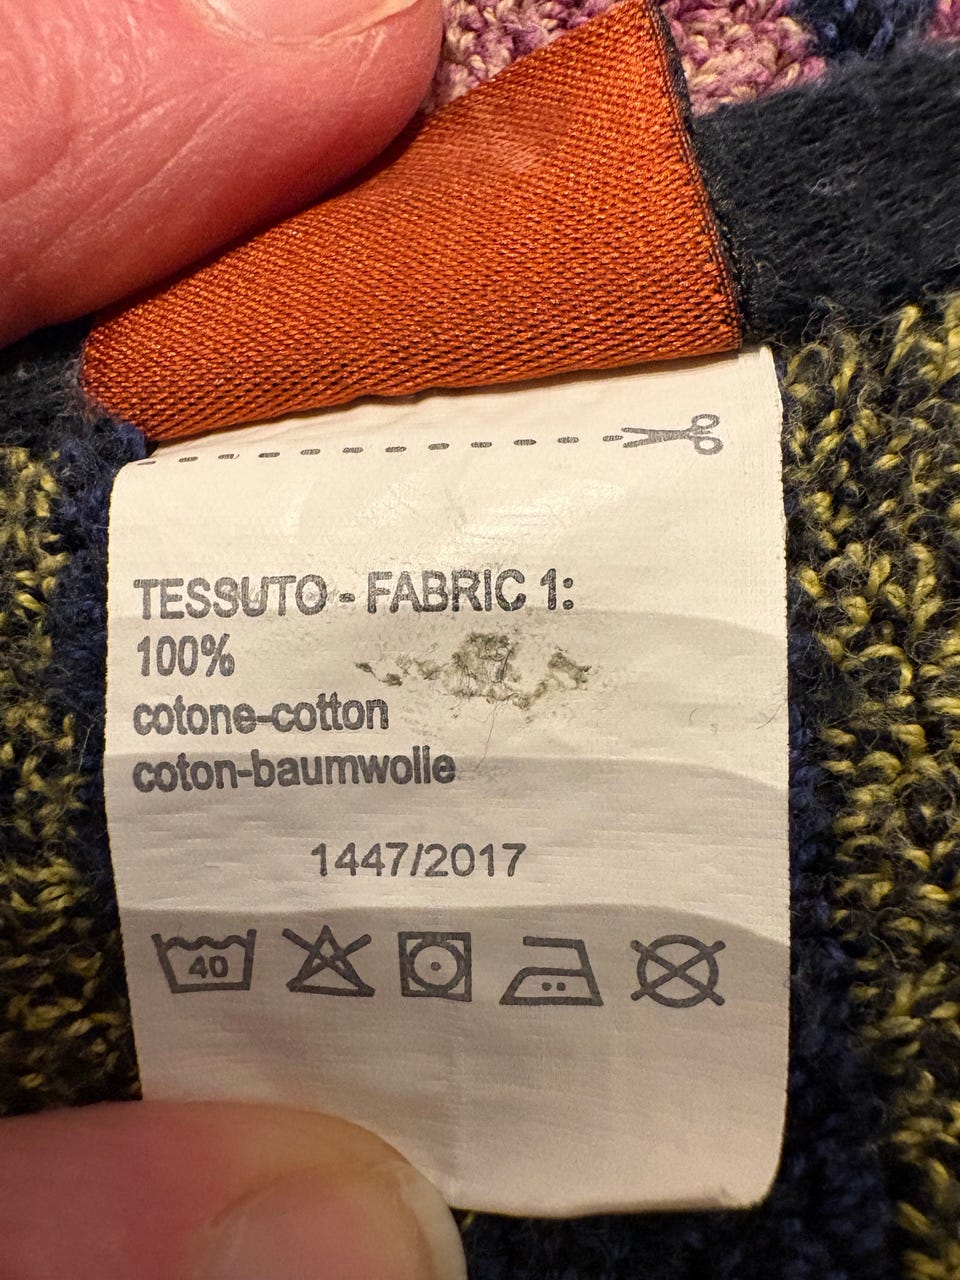 TESSUTO - FABRIC 1:
100%
cotone-cotton
coton-baumwolle
1447/2017
40